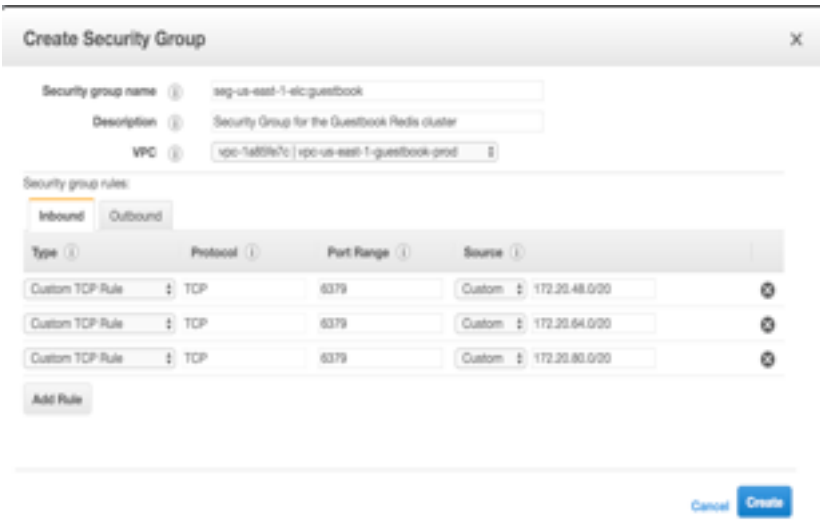 Create Security Group
Security group name seg-us-east-1-elc:guestbook
Description Security Group for the Guestbook Redis cluster
VPC | vpc-us-east-1-guestbook-prod
Security group rules:
Inbound Outbound
Type Protocol Port Range Source
Custom TCP Rule TCP 6379 Custom 172.20.48.0/20
Custom TCP Rule TCP 6379 Custom 172.20.64.0/20
Custom TCP Rule TCP 6379 Custom 172.20.80.0/20
Add Rule
Cancel Create